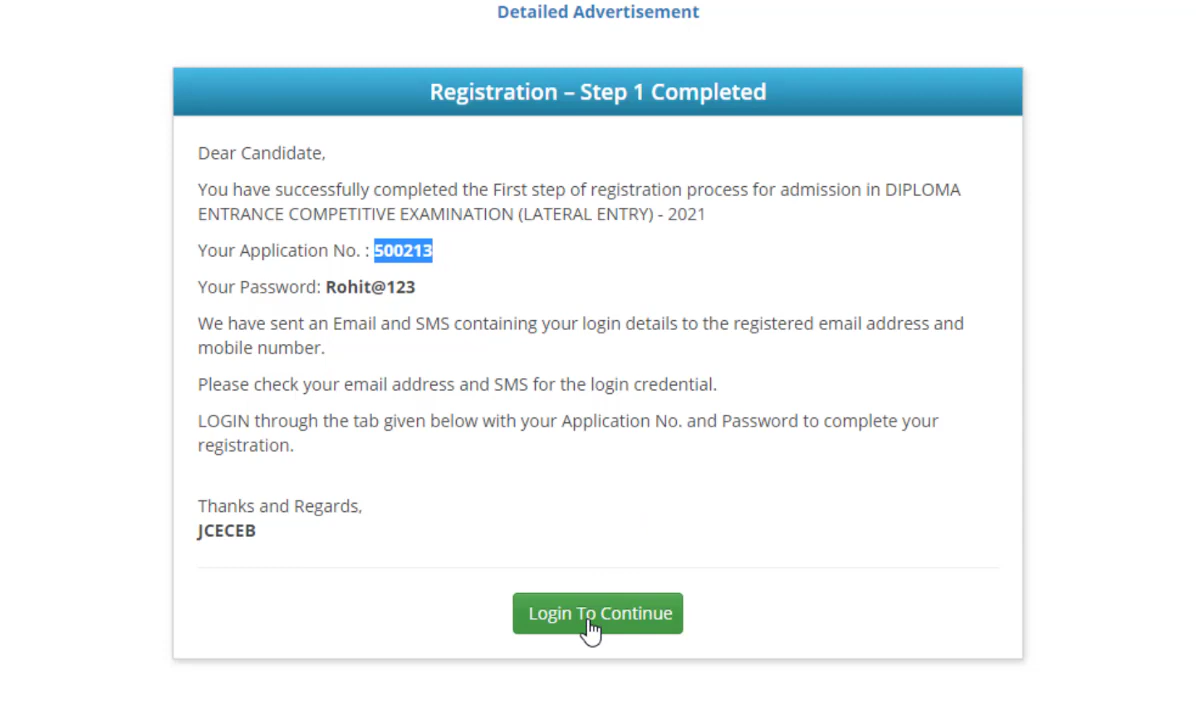 Detailed Advertisement
Registration – Step 1 Completed
Dear Candidate,
You have successfully completed the First step of registration process for admission in DIPLOMA
ENTRANCE COMPETITIVE EXAMINATION (LATERAL ENTRY) - 2021
Your Application No. : 500213
Your Password: Rohit@123
We have sent an Email and SMS containing your login details to the registered email address and
mobile number.
Please check your email address and SMS for the login credential.
LOGIN through the tab given below with your Application No. and Password to complete your
registration.
Thanks and Regards,
JCECEB
Login To Continue